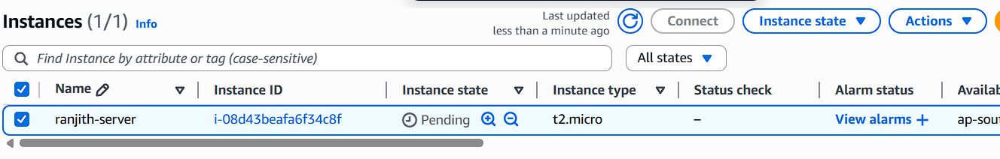 Instances (1/1) Info
Last updated
less than a minute ago
Connect
Instance state
Actions
Find Instance by attribute or tag (case-sensitive)
All states
Name Instance ID Instance state Instance type Status check Alarm status Availab
ranjith-server i-08d43beafa6f34c8f Pending t2.micro – View alarms + ap-sout